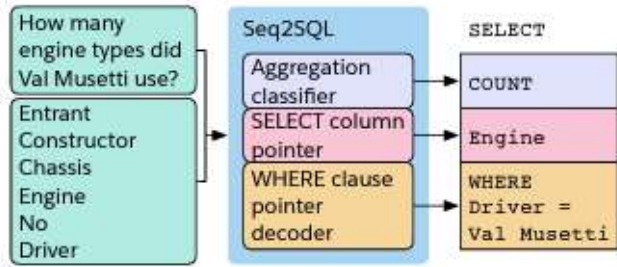 How many
engine types did
Val Musetti use?
Entrant
Constructor
Chassis
Engine
No
Driver
Seq2SQL
Aggregation
classifier
SELECT column
pointer
WHERE clause
pointer
decoder
SELECT
COUNT
Engine
WHERE
Driver =
Val Musetti